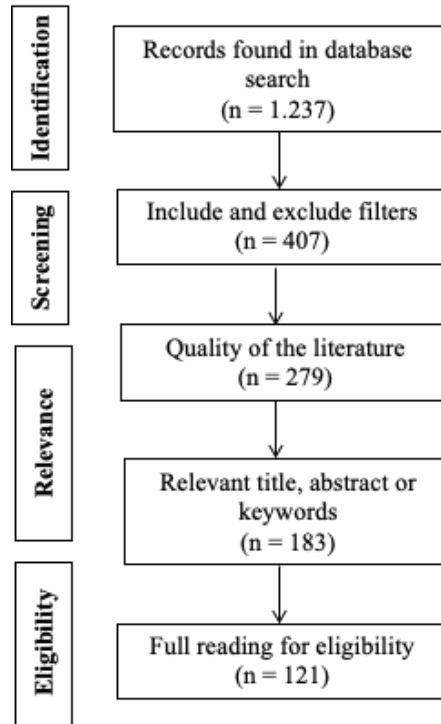 Identification
Records found in database
search
(n = 1.237)
Screening
Include and exclude filters
(n = 407)
Relevance
Quality of the literature
(n = 279)
Relevant title, abstract or
keywords
(n = 183)
Eligibility
Full reading for eligibility
(n = 121)